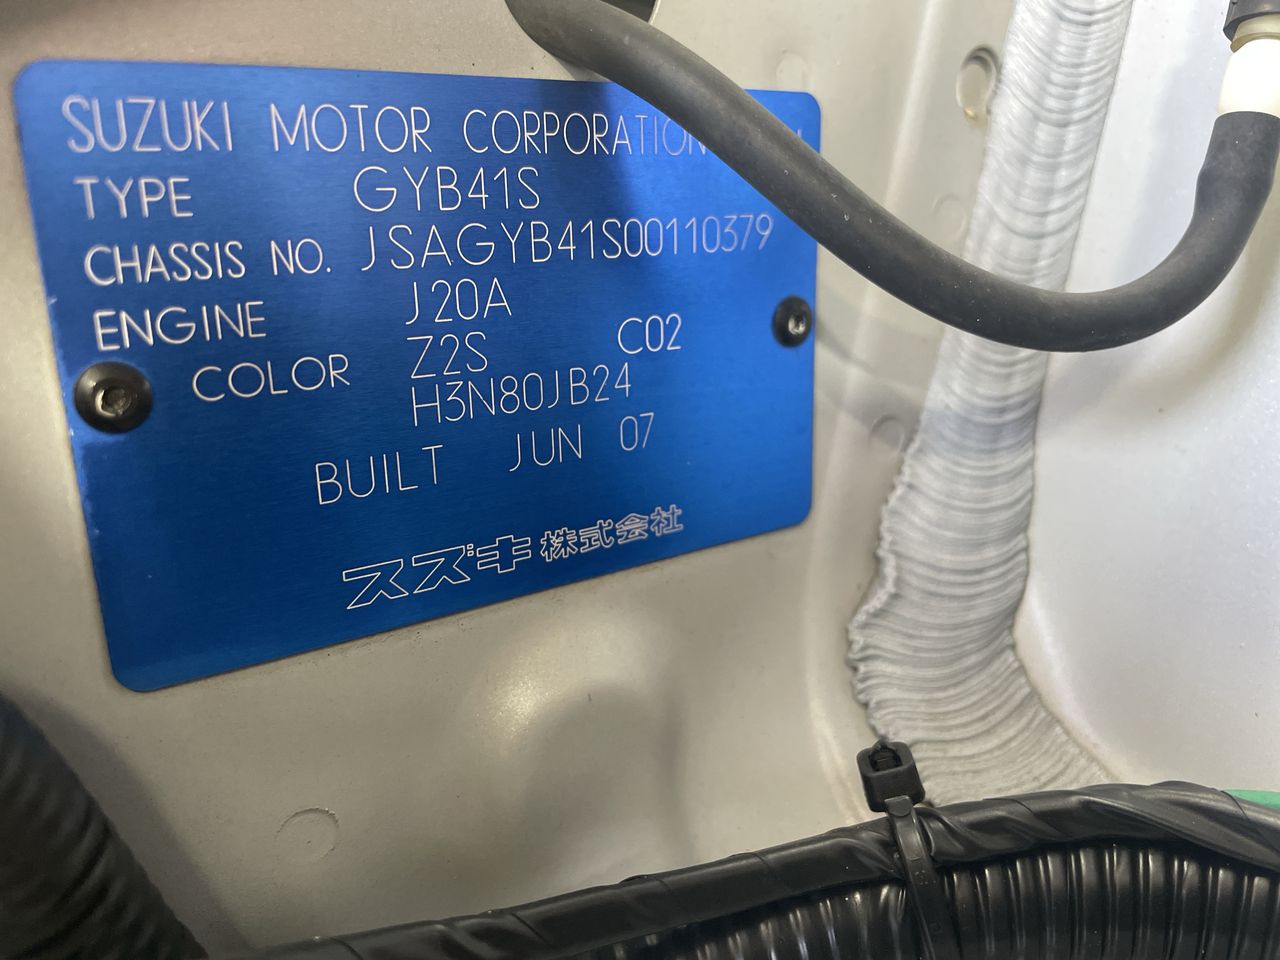 SUZUKI MOTOR CORPORATION
TYPE GYB41S
CHASSIS NO. JSAGYB41S00110379
ENGINE J20A
COLOR Z2S C02
H3N80JB24
BUILT JUN 07
スズキ株式会社